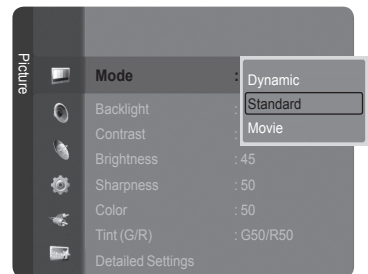 Picture
Mode :
Dynamic
Standard
Movie
Backlight :
Contrast :
Brightness : 45
Sharpness : 50
Color : 50
Tint (G/R) : G50/R50
Detailed Settings